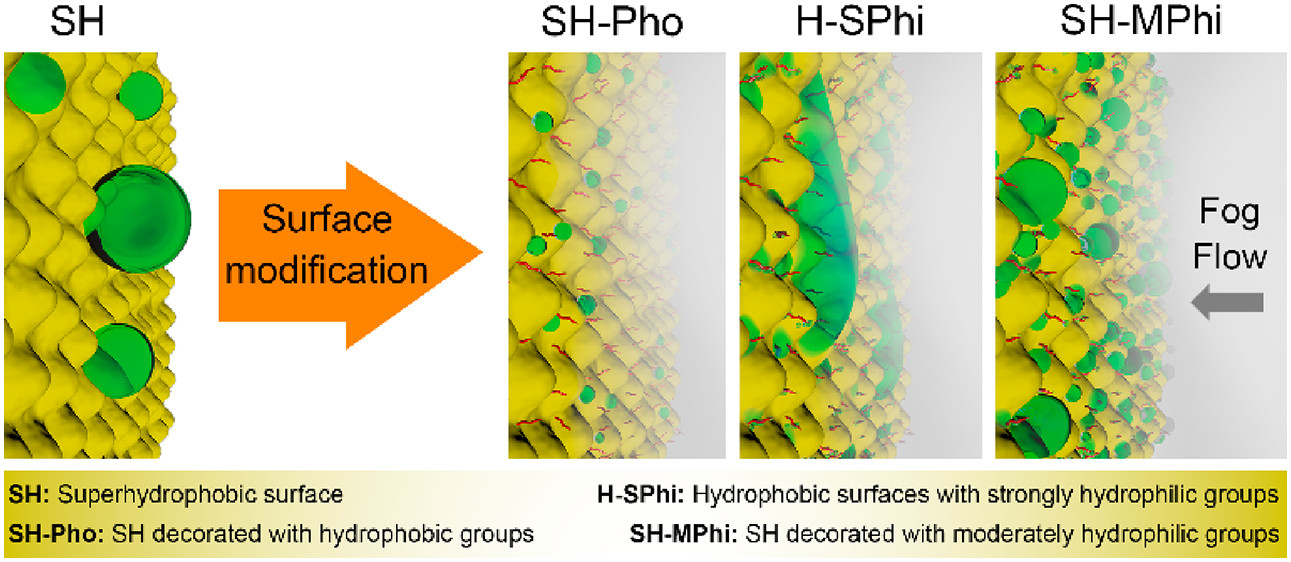 SH
SH-Pho
H-SPhi
SH-MPhi
Surface
modification
Fog
Flow
SH: Superhydrophobic surface
H-SPhi: Hydrophobic surfaces with strongly hydrophilic groups
SH-Pho: SH decorated with hydrophobic groups
SH-MPhi: SH decorated with moderately hydrophilic groups